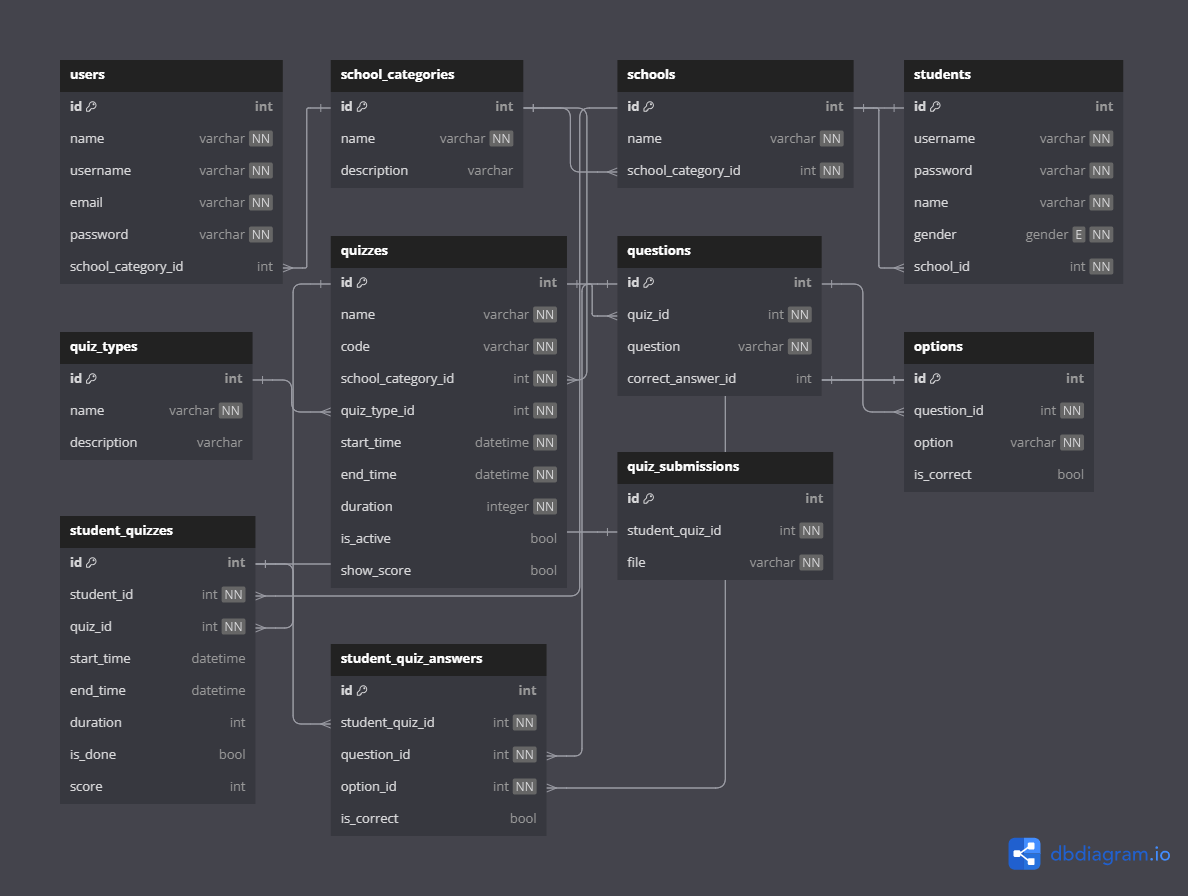 users
id int
name varchar NN
username varchar NN
email varchar NN
password varchar NN
school_category_id int
school_categories
id int
name varchar NN
description varchar
schools
id int
name varchar NN
school_category_id int NN
students
id int
username varchar NN
password varchar NN
name varchar NN
gender gender E NN
school_id int NN
quiz_types
id int
name varchar NN
description varchar
quizzes
id int
name varchar NN
code varchar NN
school_category_id int NN
quiz_type_id int NN
start_time datetime NN
end_time datetime NN
duration integer NN
is_active bool
show_score bool
questions
id int
quiz_id int NN
question varchar NN
correct_answer_id int
options
id int
question_id int NN
option varchar NN
is_correct bool
quiz_submissions
id int
student_quiz_id int NN
file varchar NN
student_quizzes
id int
student_id int NN
quiz_id int NN
start_time datetime
end_time datetime
duration int
is_done bool
score int
student_quiz_answers
id int
student_quiz_id int NN
question_id int NN
option_id int NN
is_correct bool
dbdiagram.io